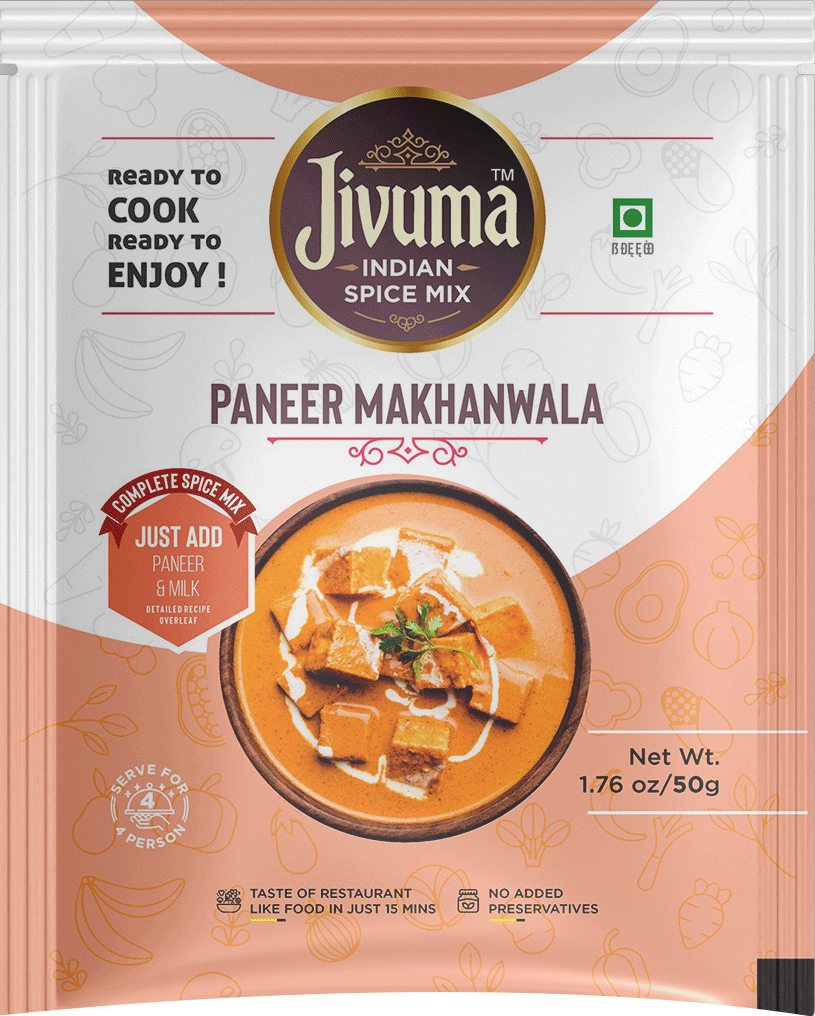 Ready to
COOK
Ready to
ENJOY !
Jivuma™
INDIAN
SPICE MIX
PANEER MAKHANWALA
COMPLETE SPICE MIX
JUST ADD
PANEER
& MILK
DETAILED RECIPE
OVERLEAF
Net Wt.
1.76 oz/50g
SERVE FOR
4
4 PERSON
TASTE OF RESTAURANT
LIKE FOOD IN JUST 15 MINS
NO ADDED
PRESERVATIVES